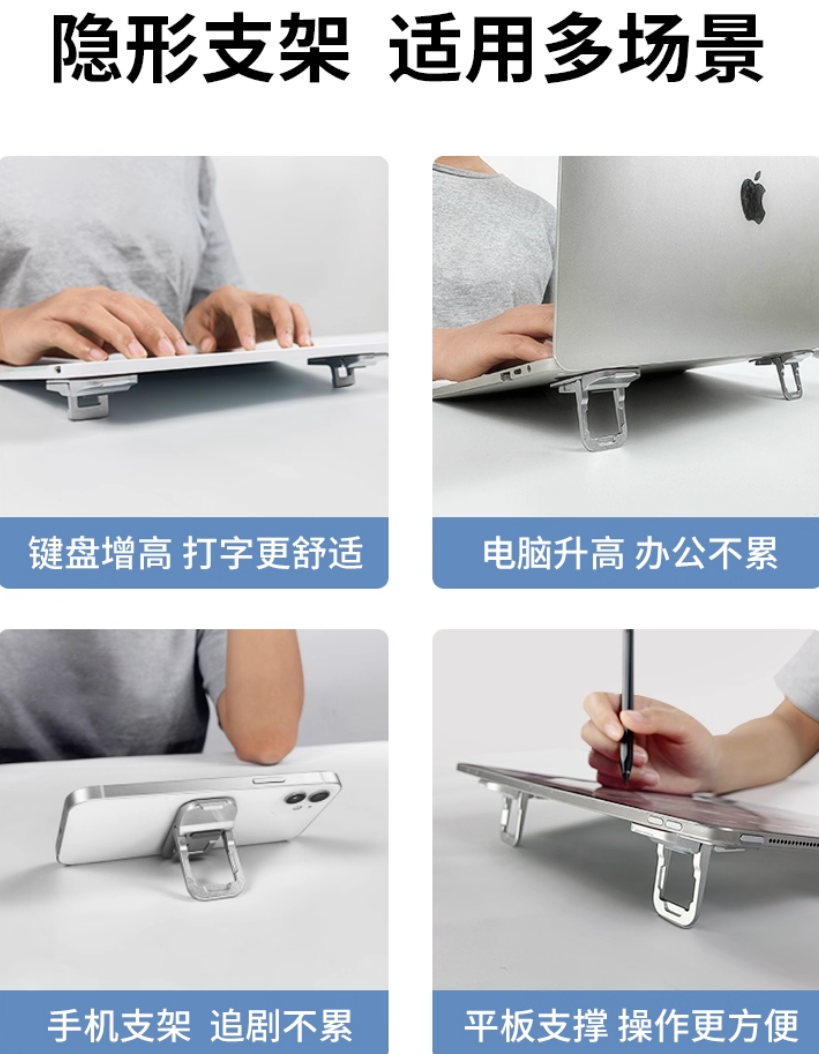 隐形支架 适用多场景
键盘增高 打字更舒适
电脑升高 办公不累
手机支架 追剧不累
平板支撑 操作更方便